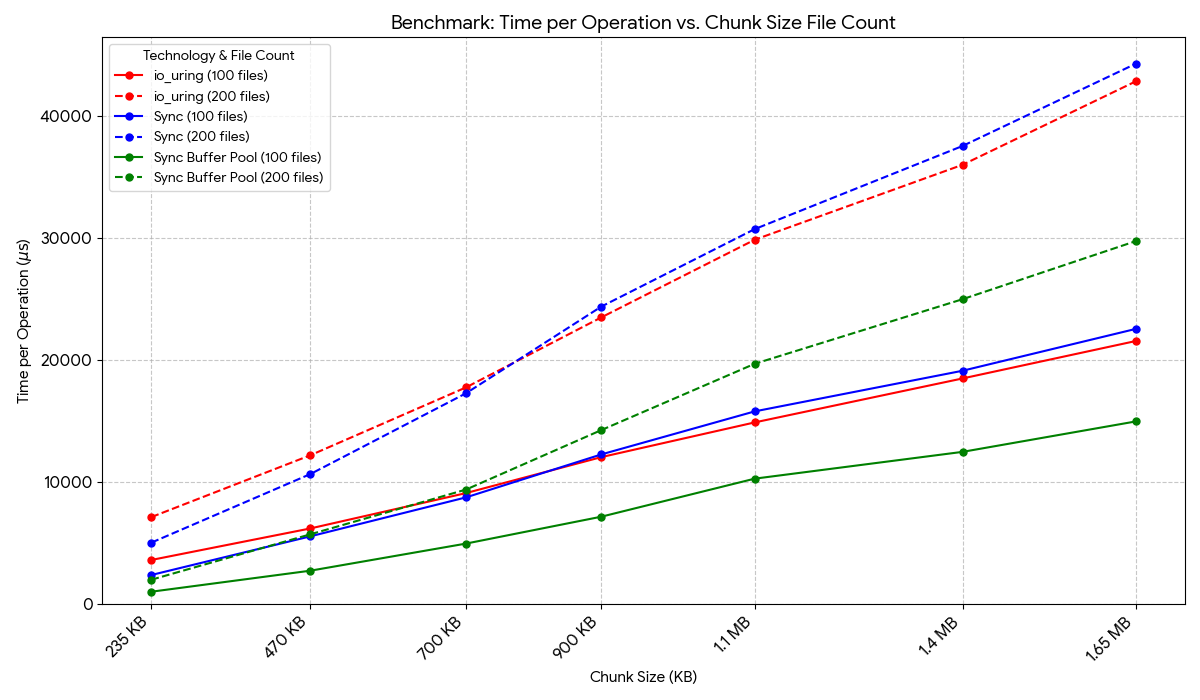 Benchmark: Time per Operation vs. Chunk Size File Count
Technology & File Count
io_uring (100 files)
io_uring (200 files)
Sync (100 files)
Sync (200 files)
Sync Buffer Pool (100 files)
Sync Buffer Pool (200 files)
Time per Operation (μs)
40000
30000
20000
10000
0
235 KB
470 KB
700 KB
900 KB
1.1 MB
1.4 MB
1.65 MB
Chunk Size (KB)